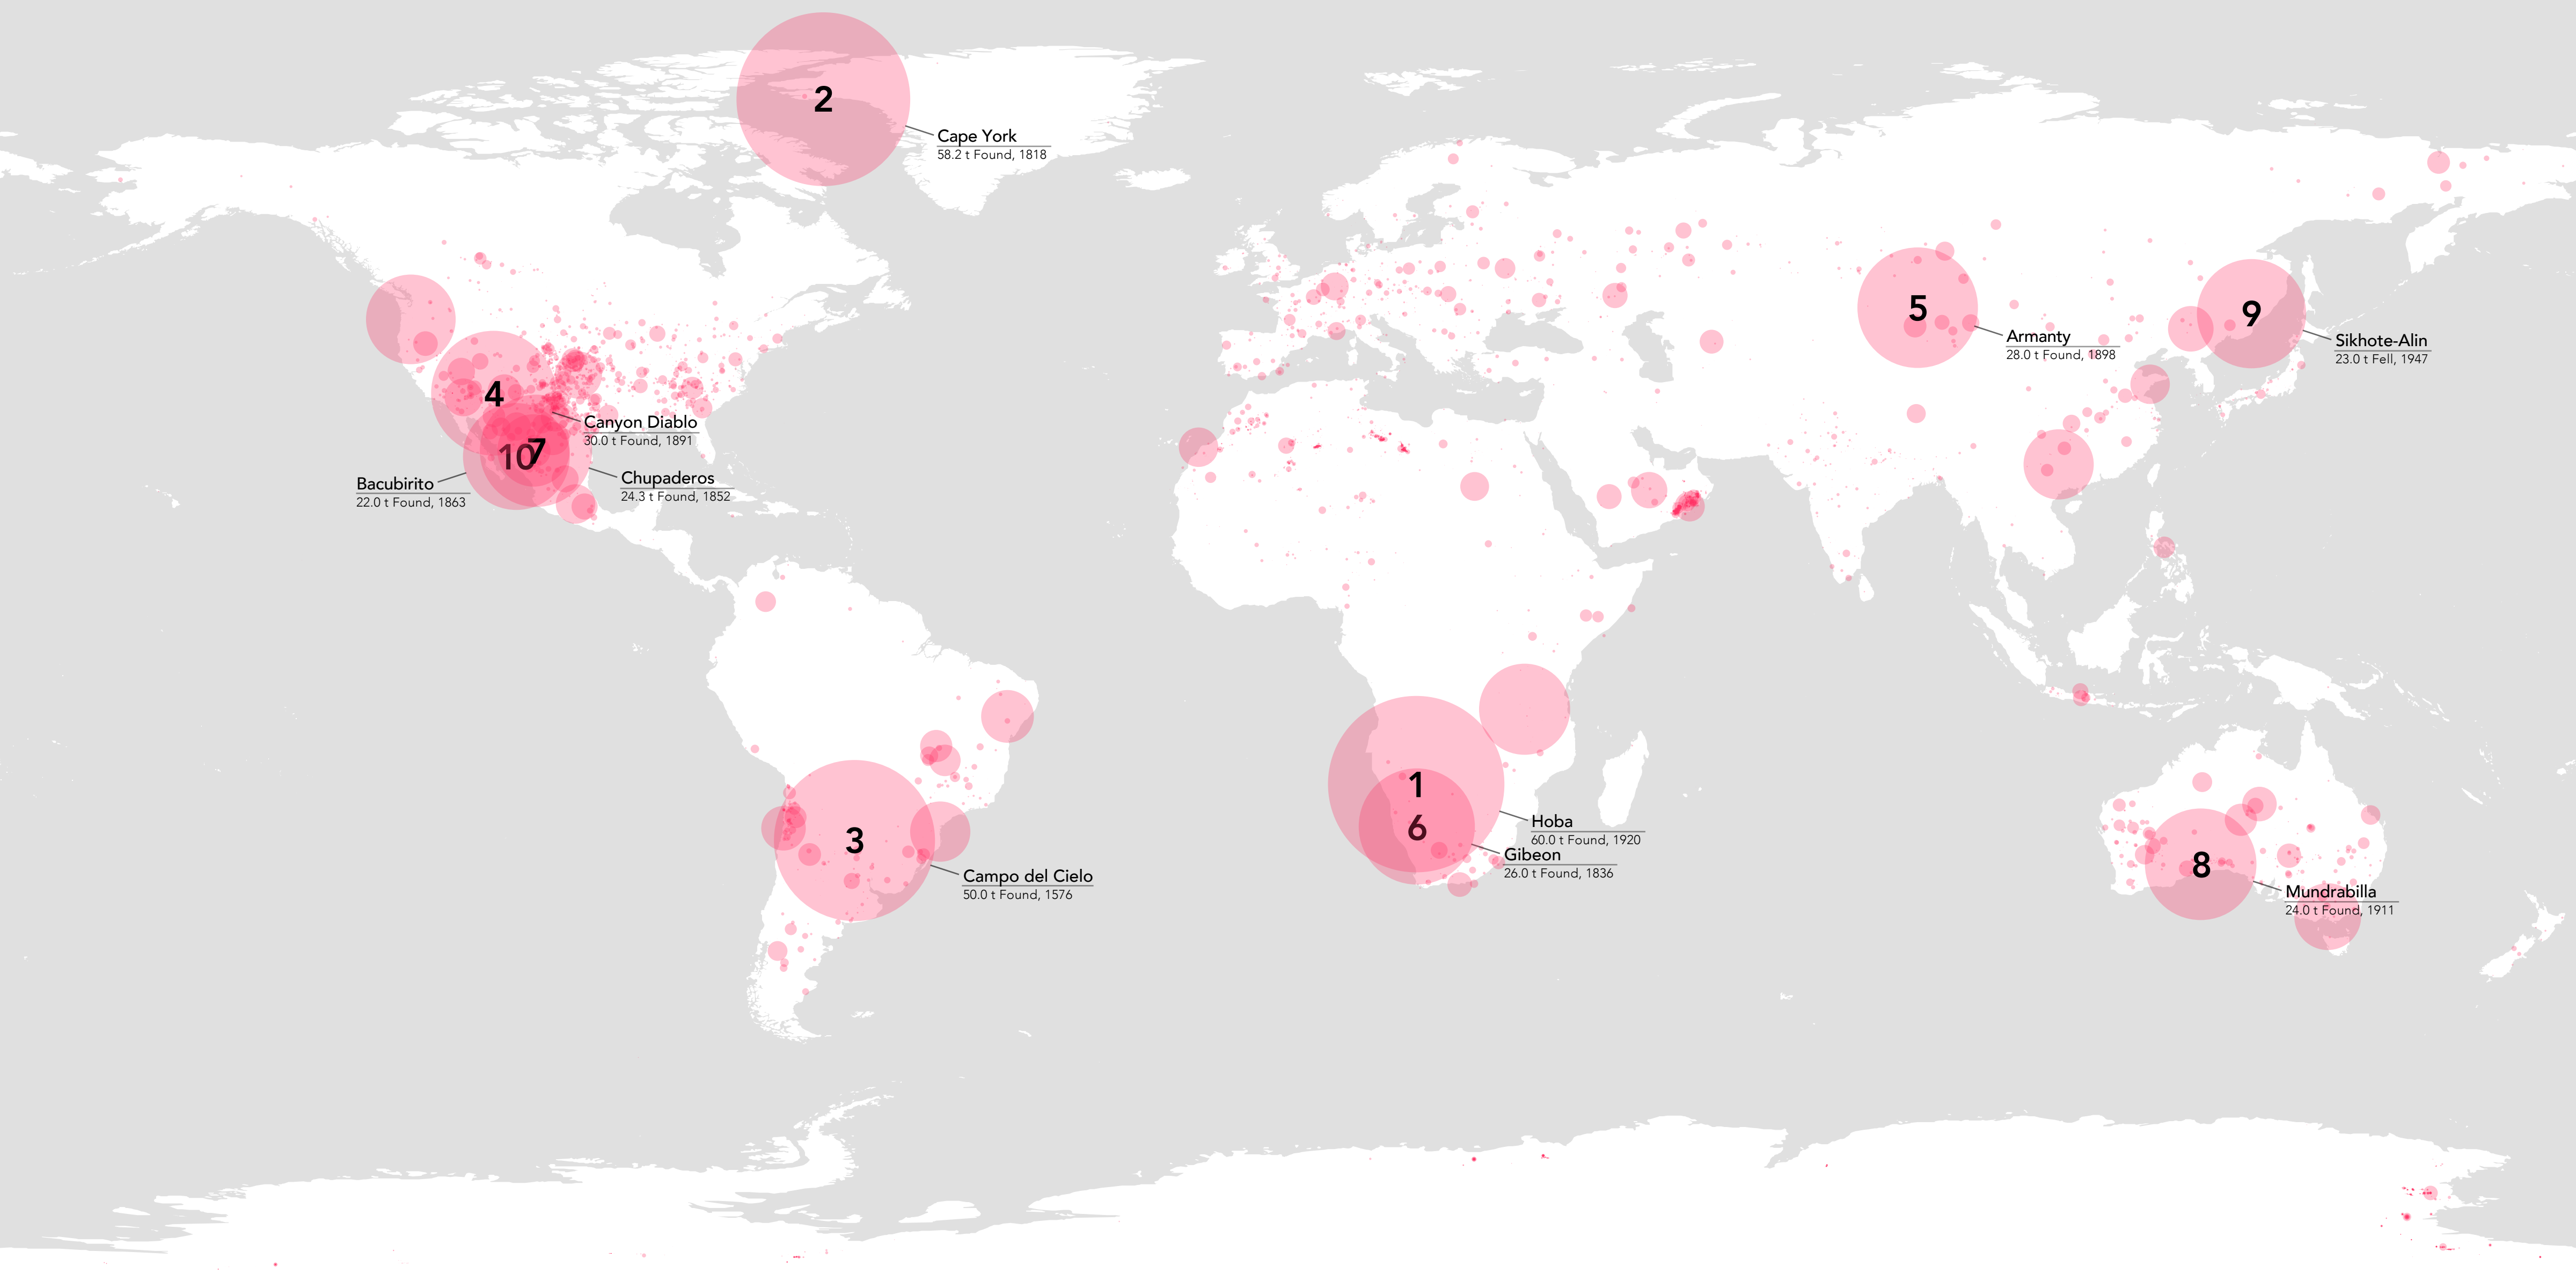 2
Cape York
58.2 t Found, 1818
5
Armanty
28.0 t Found, 1898
9
Sikhote-Alin
23.0 t Fell, 1947
4
Canyon Diablo
30.0 t Found, 1891
10
7
Bacubirito
22.0 t Found, 1863
Chupaderos
24.3 t Found, 1852
1
Hoba
60.0 t Found, 1920
6
Gibeon
26.0 t Found, 1836
3
Campo del Cielo
50.0 t Found, 1576
8
Mundrabilla
24.0 t Found, 1911